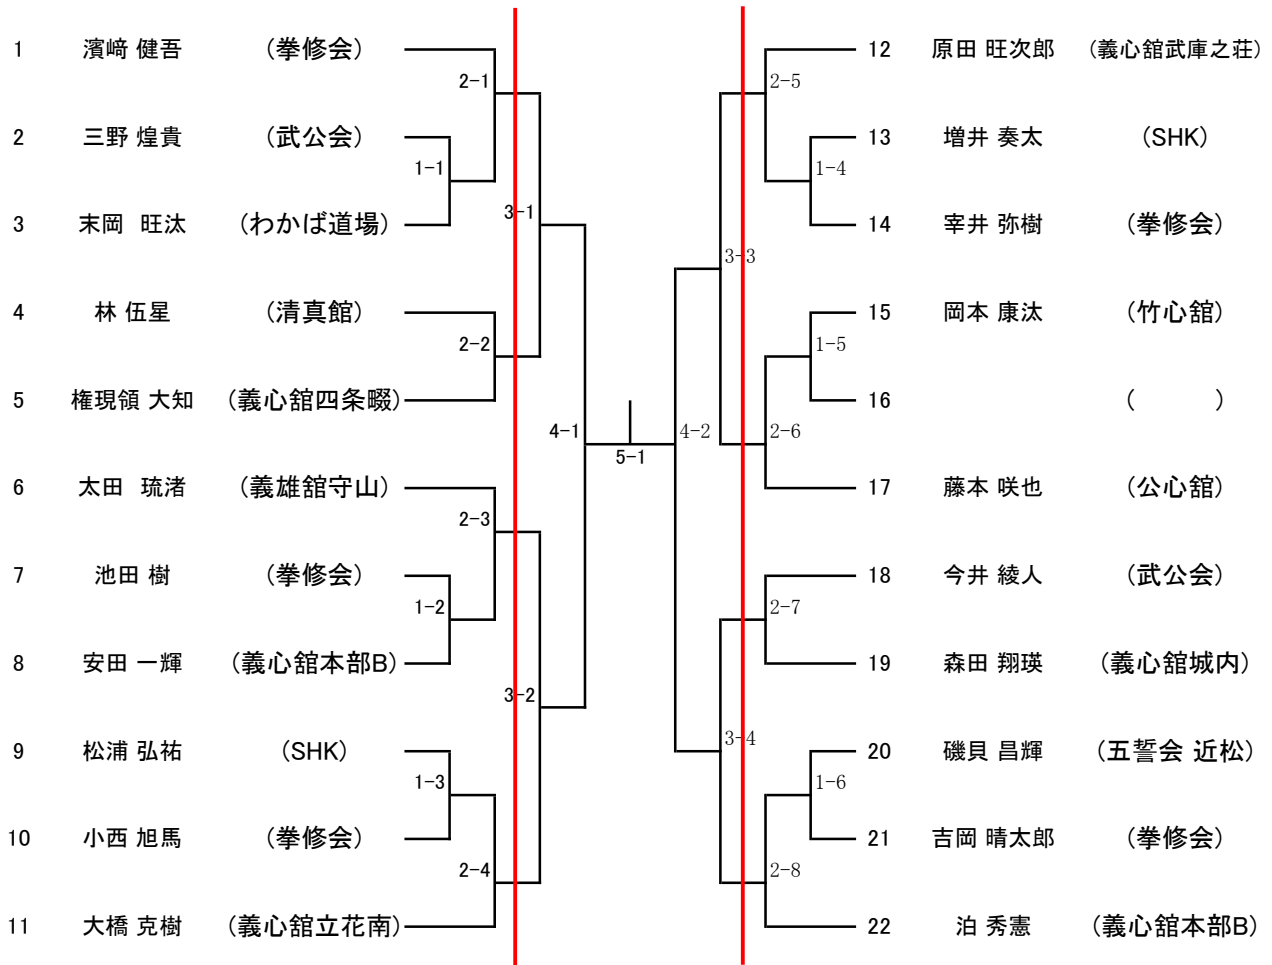 1 濱﨑 健吾 (拳修会)
2-1
2 三野 煌貴 (武公会)
1-1
3 末岡 旺汰 (わかば道場)
3-1
4 林 伍星 (清真館)
2-2
5 権現領 大知 (義心舘四条畷)
4-1
5-1
6 太田 琉渚 (義雄舘守山)
2-3
7 池田 樹 (拳修会)
1-2
8 安田 一輝 (義心舘本部B)
3-2
9 松浦 弘祐 (SHK)
1-3
10 小西 旭馬 (拳修会)
2-4
11 大橋 克樹 (義心舘立花南)
12 原田 旺次郎 (義心舘武庫之荘)
2-5
13 増井 奏太 (SHK)
1-4
14 宰井 弥樹 (拳修会)
3-3
15 岡本 康汰 (竹心舘)
1-5
16 ( )
4-2
2-6
17 藤本 咲也 (公心舘)
18 今井 綾人 (武公会)
2-7
19 森田 翔瑛 (義心舘城内)
3-4
20 磯貝 昌輝 (五誓会 近松)
1-6
21 吉岡 晴太郎 (拳修会)
2-8
22 泊 秀憲 (義心舘本部B)